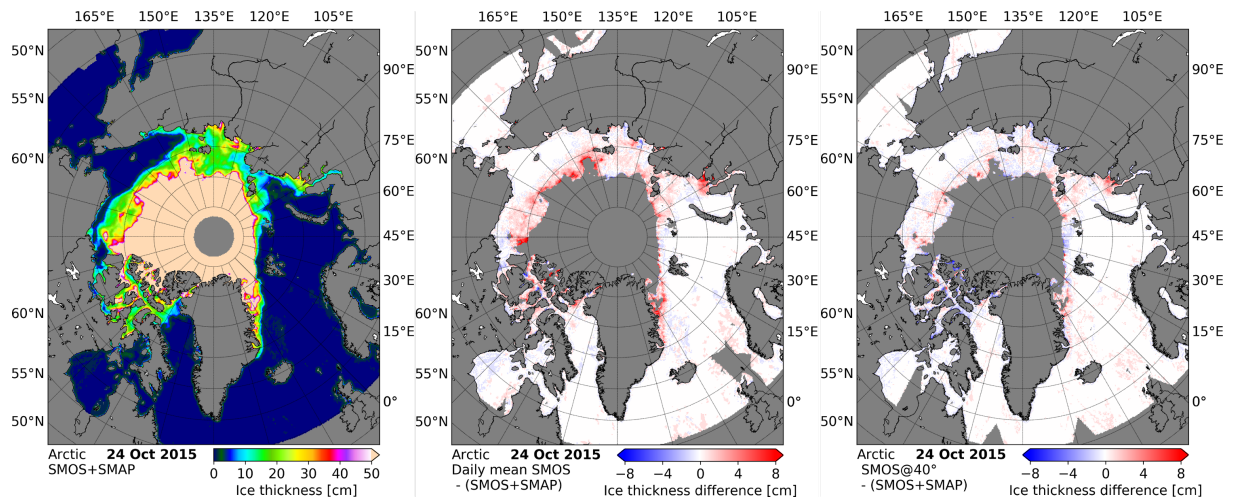 165°E 150°E 135°E 120°E 105°E
50°N 90°E
55°N
60°N 75°E
60°E
45°E
30°E
60°N 15°E
55°N
50°N 0°
Arctic 24 Oct 2015
SMOS+SMAP
0 10 20 30 40 50
Ice thickness [cm]
165°E 150°E 135°E 120°E 105°E
50°N 90°E
55°N
60°N 75°E
60°E
45°E
30°E
60°N 15°E
55°N
50°N 0°
Arctic 24 Oct 2015
Daily mean SMOS
- (SMOS+SMAP)
−8 −4 0 4 8
Ice thickness difference [cm]
165°E 150°E 135°E 120°E 105°E
50°N 90°E
55°N
60°N 75°E
60°E
45°E
30°E
60°N 15°E
55°N
50°N 0°
Arctic 24 Oct 2015
SMOS@40°
- (SMOS+SMAP)
−8 −4 0 4 8
Ice thickness difference [cm]